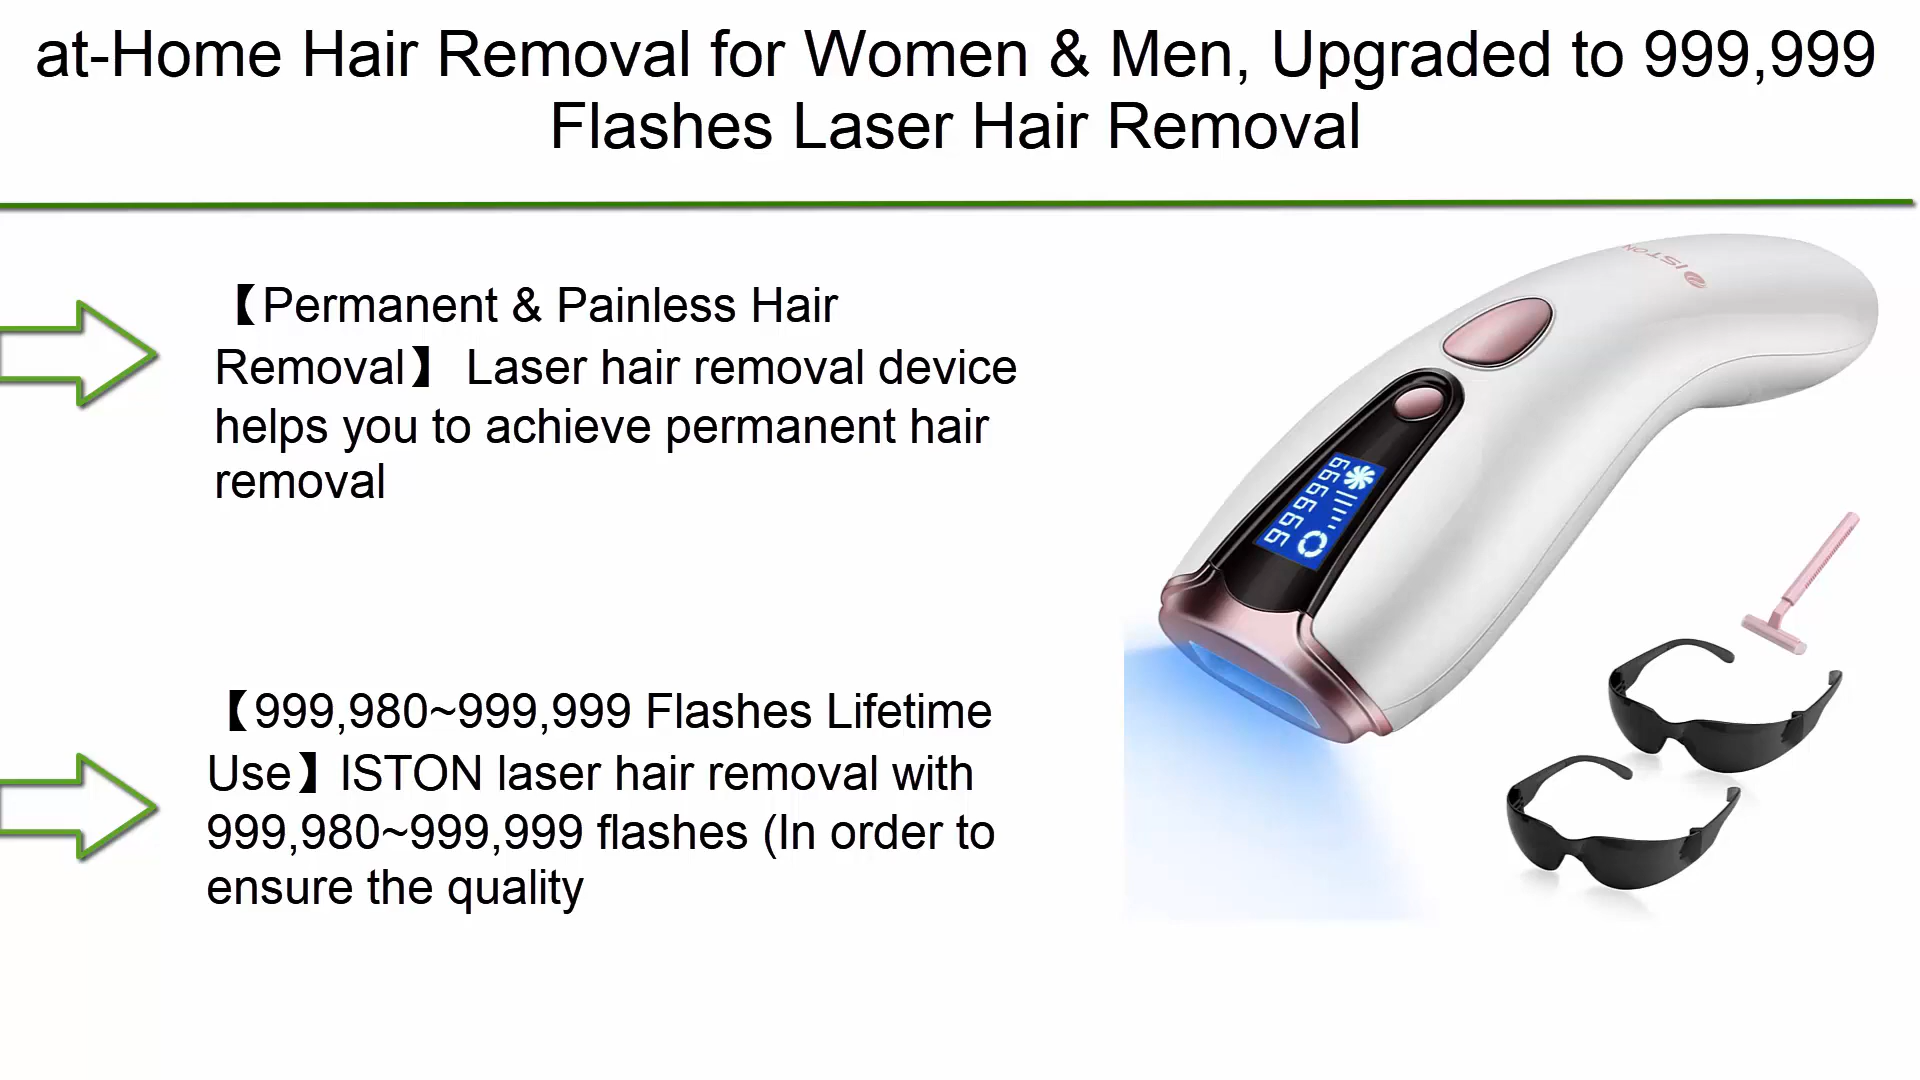 at-Home Hair Removal for Women & Men, Upgraded to 999,999
Flashes Laser Hair Removal
【Permanent & Painless Hair
Removal】 Laser hair removal device
helps you to achieve permanent hair
removal
【999,980~999,999 Flashes Lifetime
Use】ISTON laser hair removal with
999,980~999,999 flashes (In order to
ensure the quality
ISTON
999999